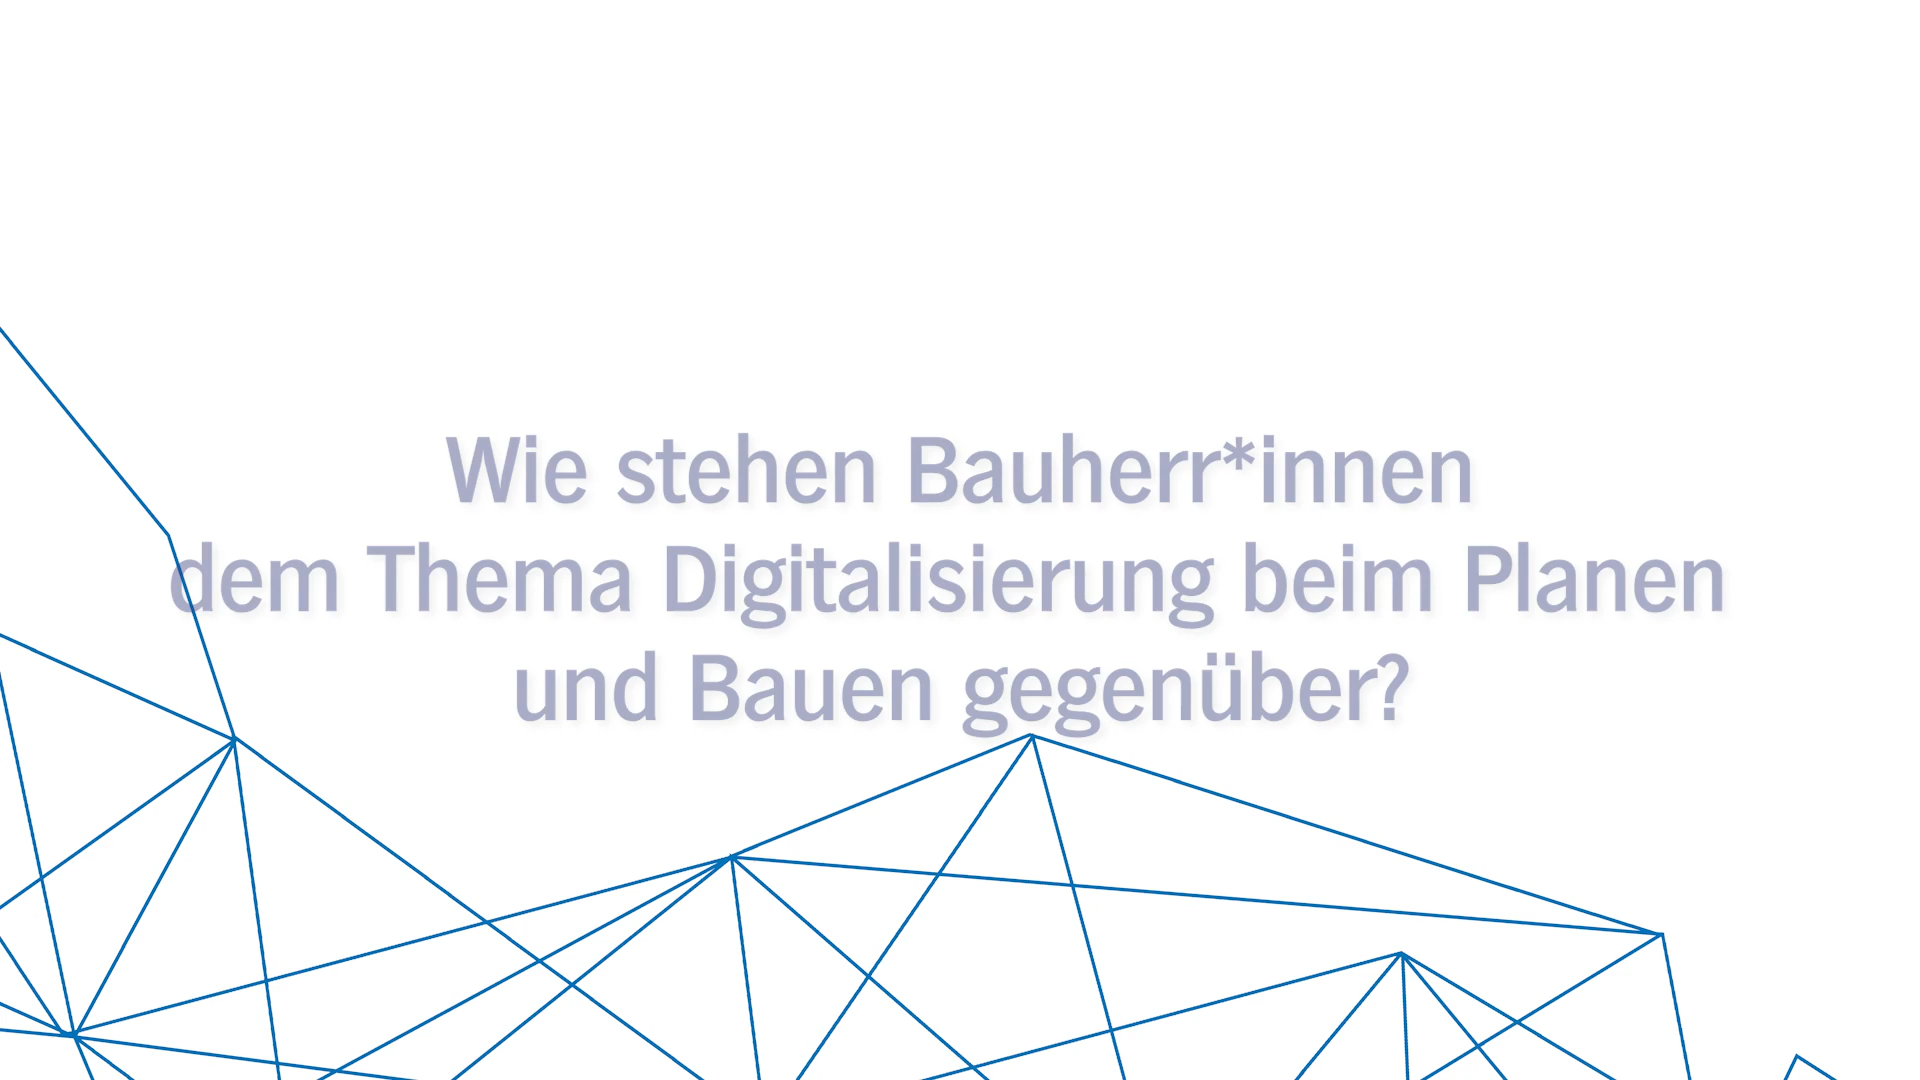 Wie stehen Bauherr*innen
dem Thema Digitalisierung beim Planen
und Bauen gegenüber?